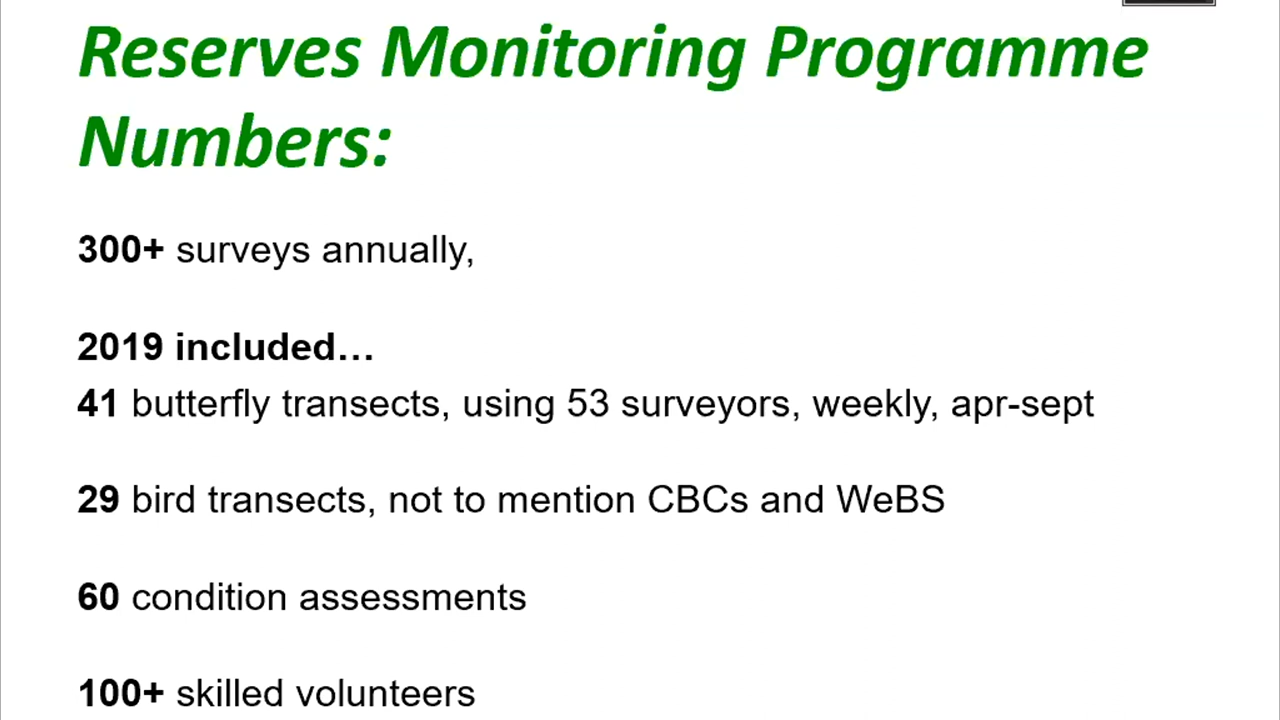 Reserves Monitoring Programme
Numbers:
300+ surveys annually,
2019 included…
41 butterfly transects, using 53 surveyors, weekly, apr-sept
29 bird transects, not to mention CBCs and WeBS
60 condition assessments
100+ skilled volunteers